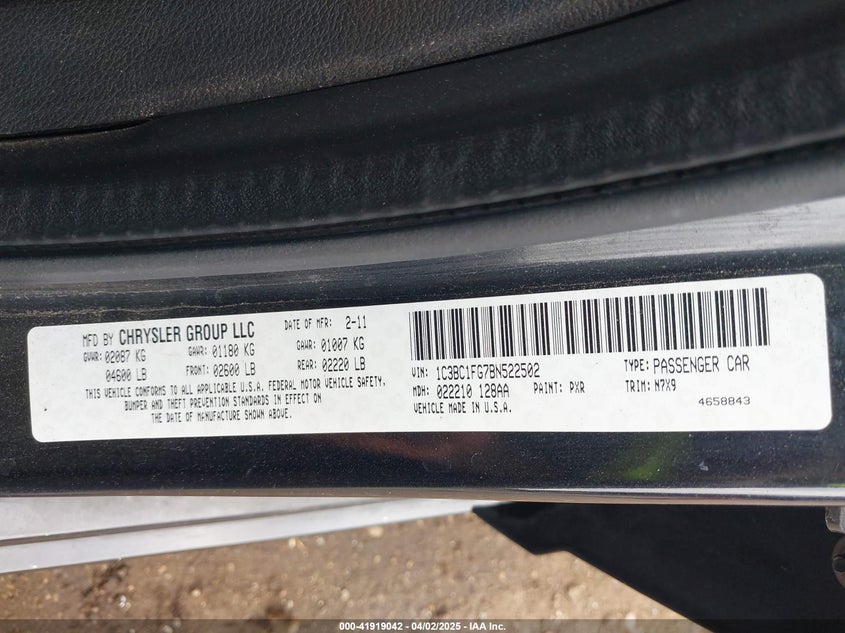 MFD BY CHRYSLER GROUP LLC
DATE OF MFR: 2-11
GVWR: 02087 KG
GAWR: 01180 KG
GAWR: 01007 KG
04600 LB
FRONT: 02600 LB
REAR: 02220 LB
THIS VEHICLE CONFORMS TO ALL APPLICABLE U.S.A. FEDERAL MOTOR VEHICLE SAFETY,
BUMPER AND THEFT PREVENTION STANDARDS IN EFFECT ON
THE DATE OF MANUFACTURE SHOWN ABOVE.
VIN: 1C3BC1FG7BN522502
TYPE: PASSENGER CAR
MDH: 022210 128AA
PAINT: PXR
TRIM: N7X9
VEHICLE MADE IN U.S.A.
4658843
000-41919042 - 04/02/2025 - IAA Inc.